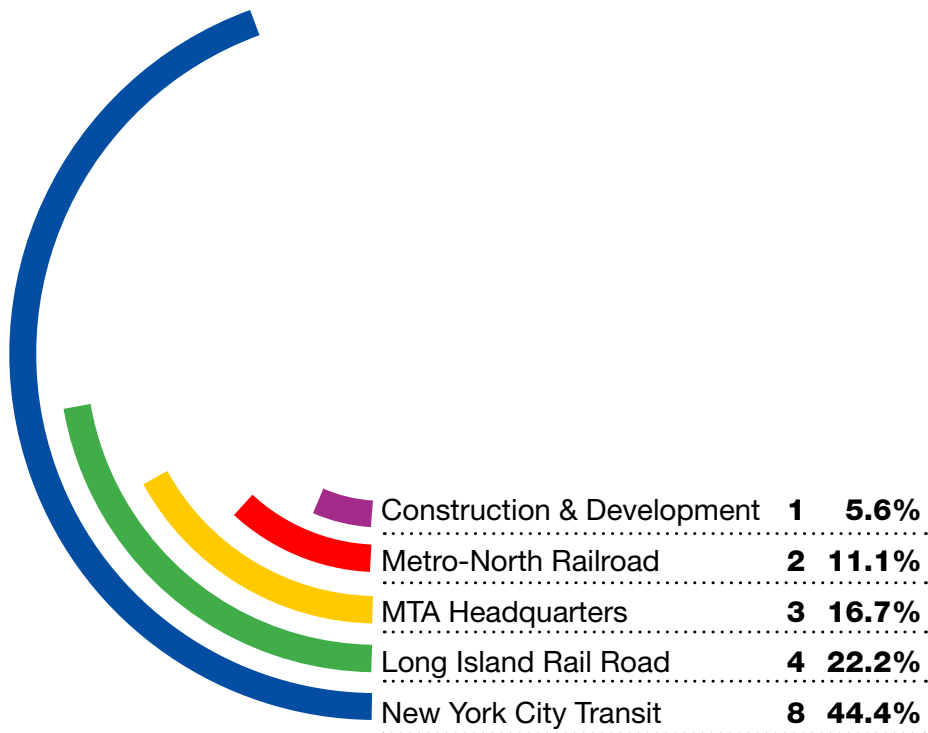 Construction & Development 1 5.6%
Metro-North Railroad 2 11.1%
MTA Headquarters 3 16.7%
Long Island Rail Road 4 22.2%
New York City Transit 8 44.4%